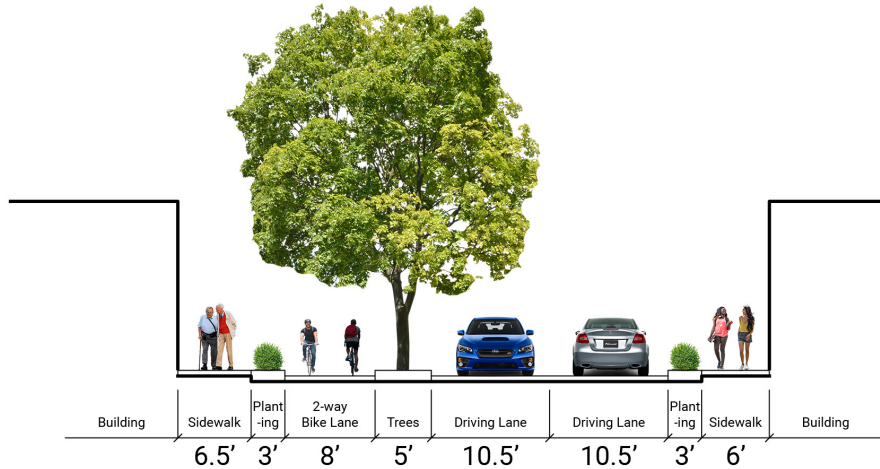 Plant
-ing
2-way
Bike Lane
Plant
-ing
Building
Sidewalk
Trees
Driving Lane
Driving Lane
Sidewalk
Building
6.5’
3’
8’
5’
10.5’
10.5’
3’
6’